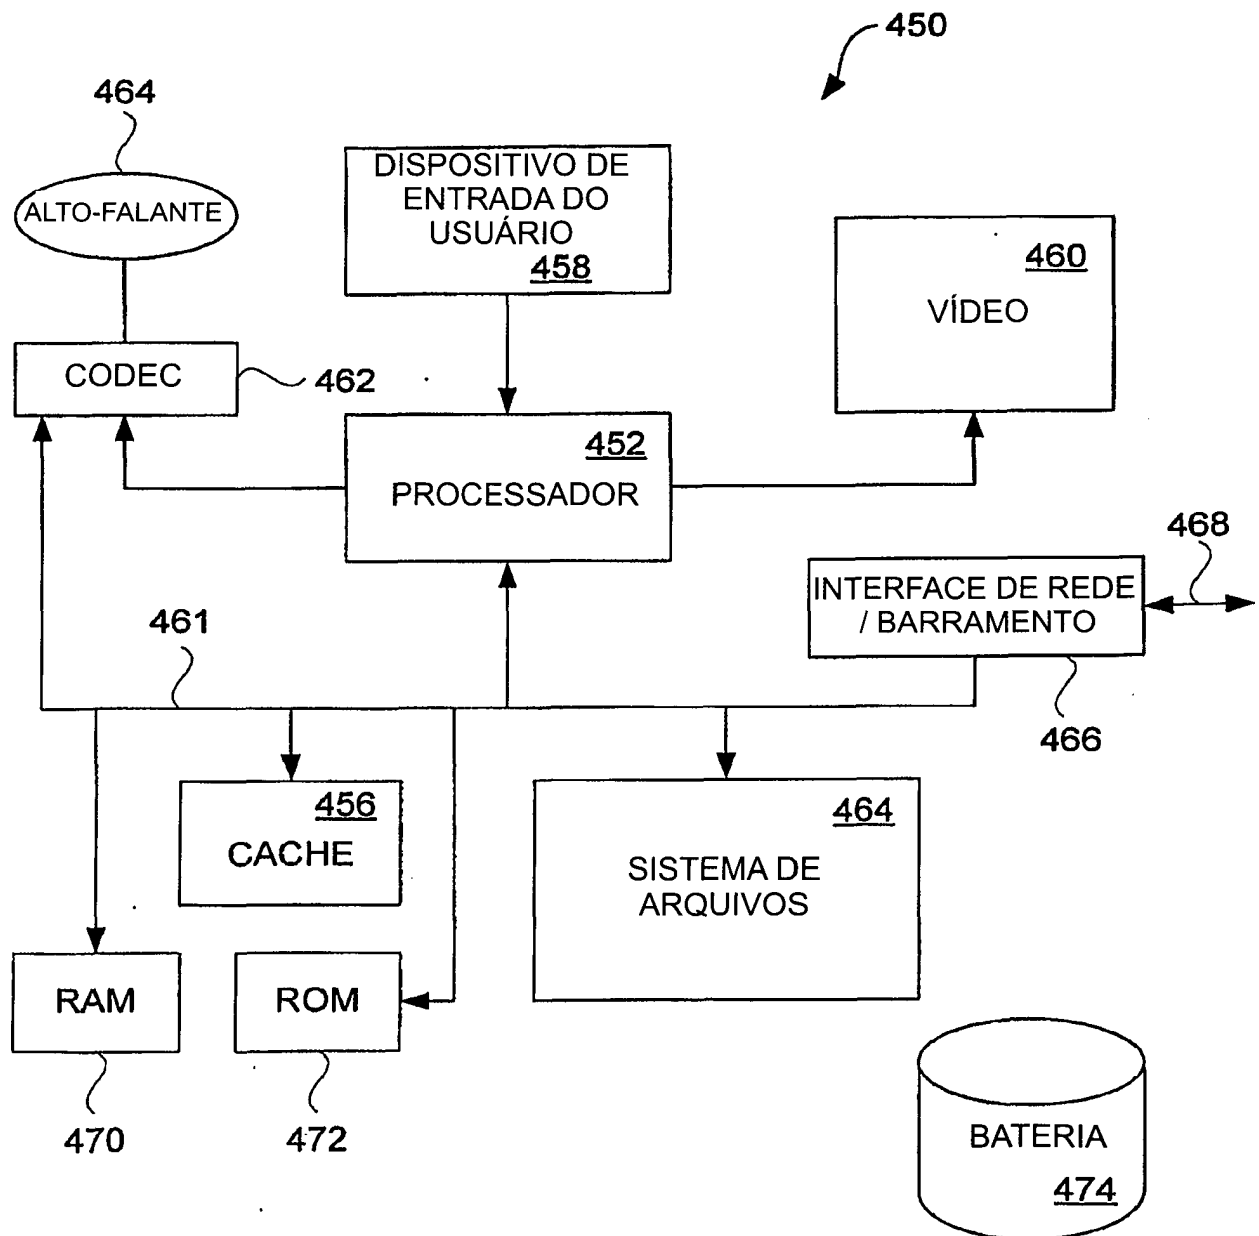 450
464
ALTO-FALANTE
DISPOSITIVO DE
ENTRADA DO
USUÁRIO
458
460
VÍDEO
CODEC
462
452
PROCESSADOR
468
INTERFACE DE REDE
/ BARRAMENTO
461
466
456
CACHE
464
SISTEMA DE
ARQUIVOS
RAM
ROM
470
472
BATERIA
474